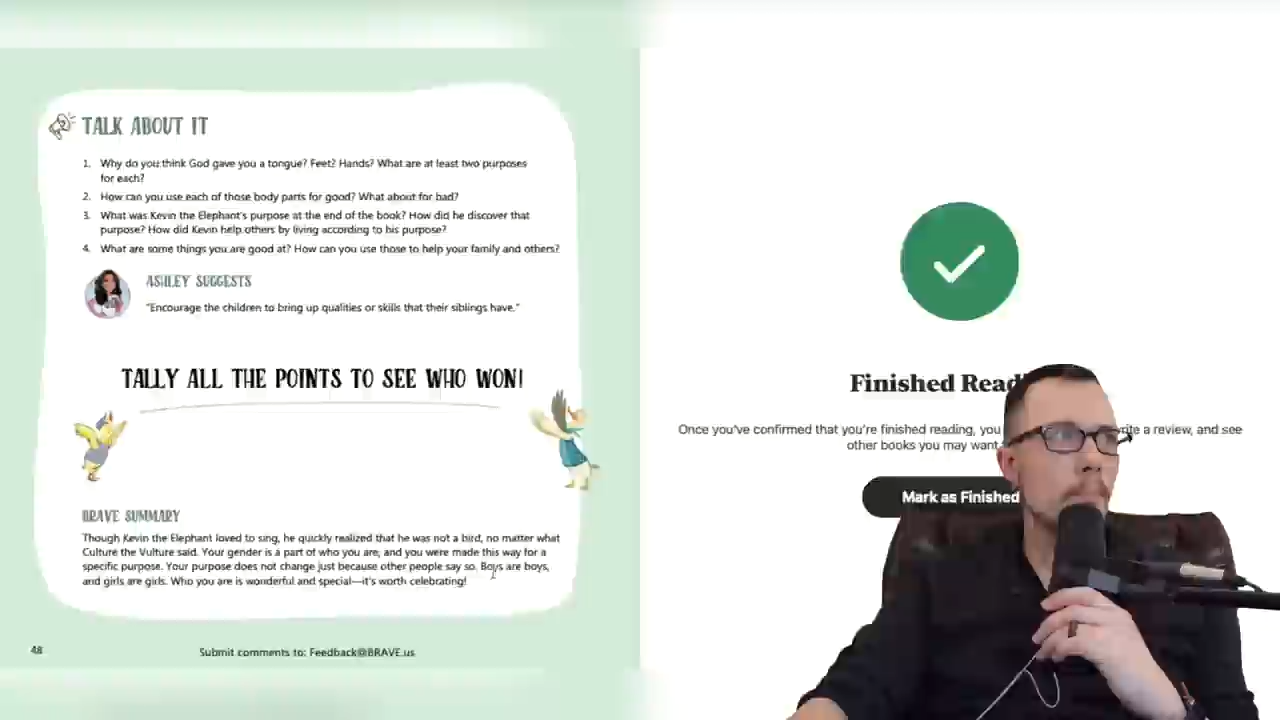 TALK ABOUT IT
1. Why do you think God gave you a tongue? Feet? Hands? What are at least two purposes
for each?
2. How can you use each of those body parts for good? What about for bad?
3. What was Kevin the Elephant's purpose at the end of the book? How did he discover that
purpose? How did Kevin help others by living according to his purpose?
4. What are some things you are good at? How can you use those to help your family and others?
ASHLEY SUGGESTS
"Encourage the children to bring up qualities or skills that their siblings have."
TALLY ALL THE POINTS TO SEE WHO WON!
BRAVE SUMMARY
Though Kevin the Elephant loved to sing, he quickly realized that he was not a bird, no matter what
Culture the Vulture said. Your gender is a part of who you are, and you were made this way for a
specific purpose. Your purpose does not change just because other people say so. Boys are boys,
and girls are girls. Who you are is wonderful and special—it's worth celebrating!
48
Submit comments to: Feedback@BRAVE.us
Finished
Once you've confirmed that you're finished reading, you a review, and see
other books you may want
Mark as Finished